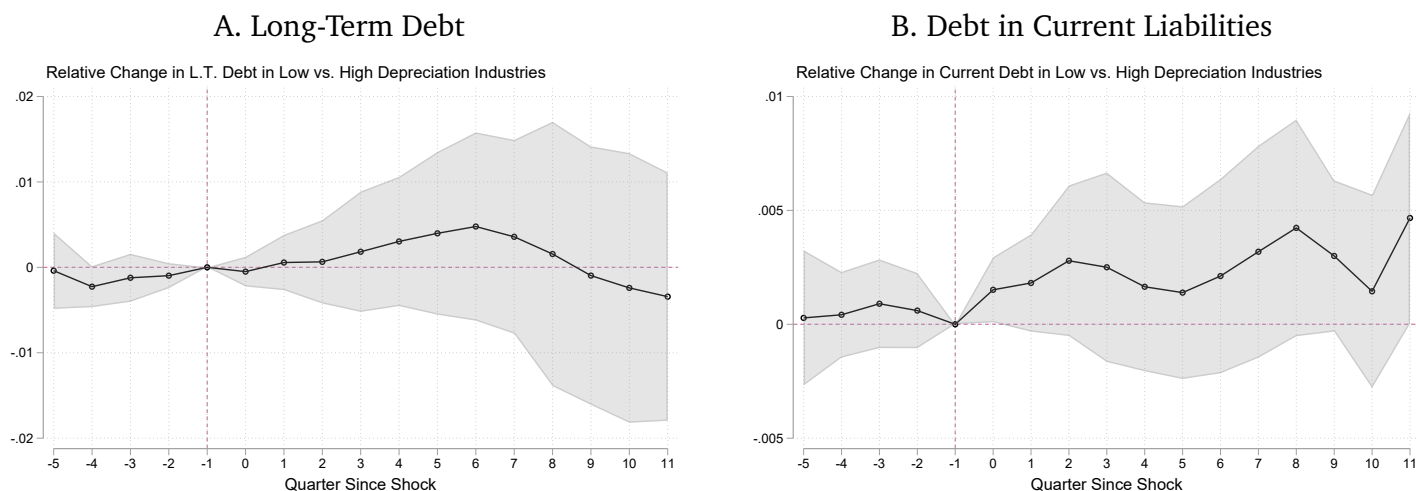 A. Long-Term Debt
Relative Change in L.T. Debt in Low vs. High Depreciation Industries
.02
.01
0
-.01
-.02
-5 -4 -3 -2 -1 0 1 2 3 4 5 6 7 8 9 10 11
Quarter Since Shock
B. Debt in Current Liabilities
Relative Change in Current Debt in Low vs. High Depreciation Industries
.01
.005
0
-.005
-5 -4 -3 -2 -1 0 1 2 3 4 5 6 7 8 9 10 11
Quarter Since Shock